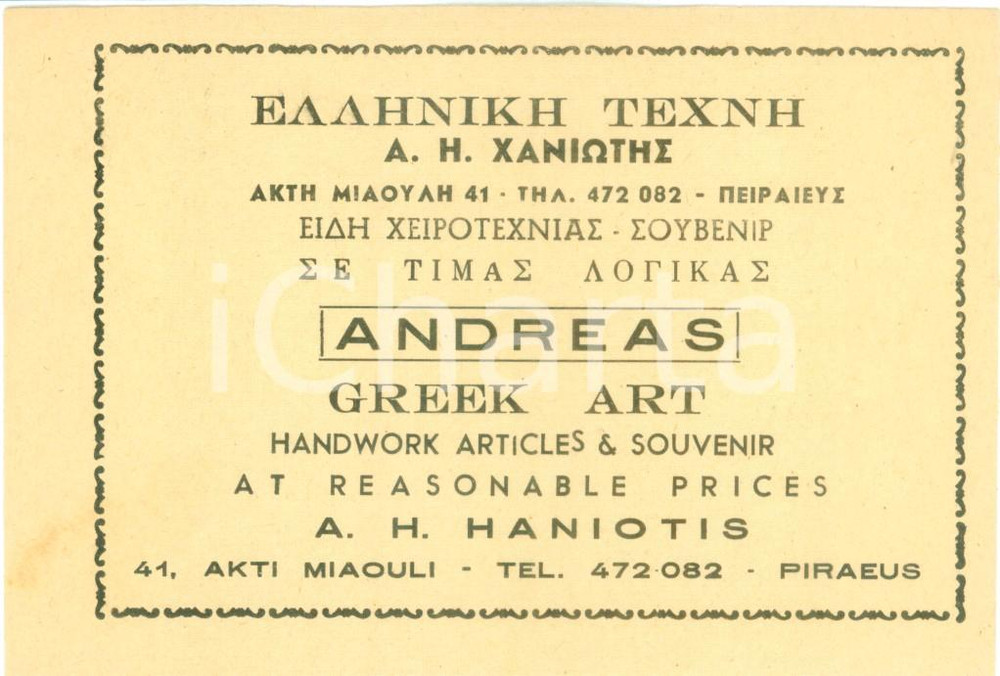 ΕΛΛΗΝΙΚΗ ΤΕΧΝΗ
Α. Η. ΧΑΝΙΩΤΗΣ
ΑΚΤΗ ΜΙΑΟΥΛΗ 41 - ΤΗΛ. 472 082 - ΠΕΙΡΑΙΕΥΣ
ΕΙΔΗ ΧΕΙΡΟΤΕΧΝΙΑΣ - ΣΟΥΒΕΝΙΡ
ΣΕ ΤΙΜΑΣ ΛΟΓΙΚΑΣ
ANDREAS
GREEK ART
HANDWORK ARTICLES & SOUVENIR
AT REASONABLE PRICES
A. H. HANIOTIS
41, AKTI MIAOULI - TEL. 472-082 - PIRAEUS
iCharta